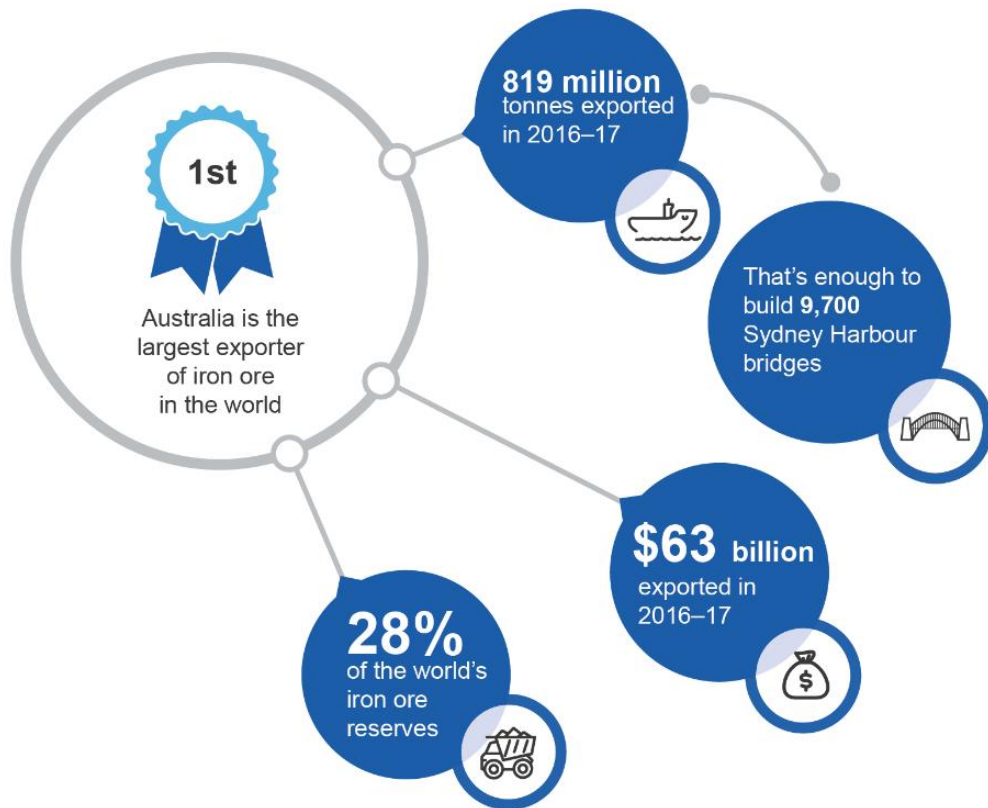 1st
Australia is the
largest exporter
of iron ore
in the world
819 million
tonnes exported
in 2016–17
That’s enough to
build 9,700
Sydney Harbour
bridges
$63 billion
exported in
2016–17
$
28%
of the world’s
iron ore
reserves